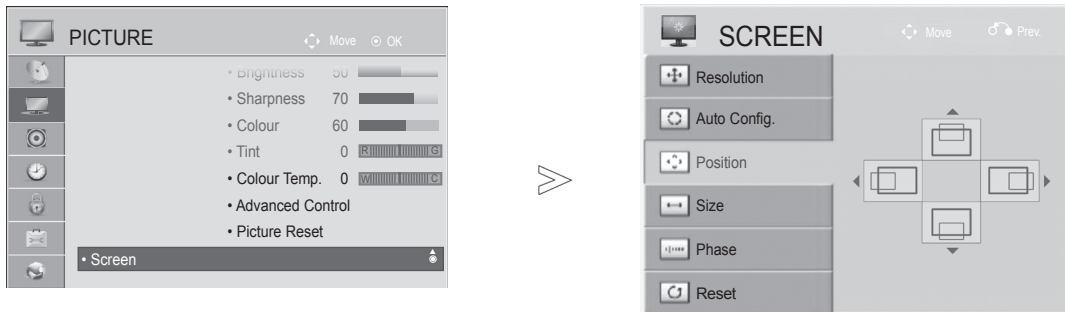 PICTURE
Move OK
• Brightness 50
• Sharpness 70
• Colour 60
• Tint 0 R G
• Colour Temp. 0 W C
• Advanced Control
• Picture Reset
• Screen
SCREEN
Move Prev.
Resolution
Auto Config.
Position
Size
Phase
Reset